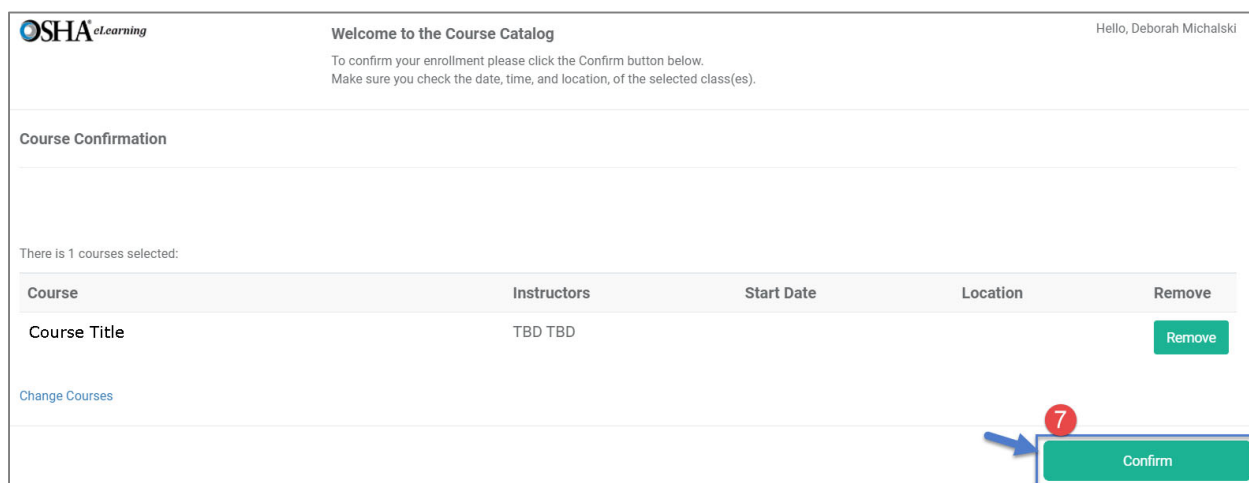 OSHA® eLearning
Welcome to the Course Catalog
Hello, Deborah Michalski
To confirm your enrollment please click the Confirm button below.
Make sure you check the date, time, and location, of the selected class(es).
Course Confirmation
There is 1 courses selected:
Course Instructors Start Date Location Remove
Course Title TBD TBD Remove
Change Courses
7
Confirm